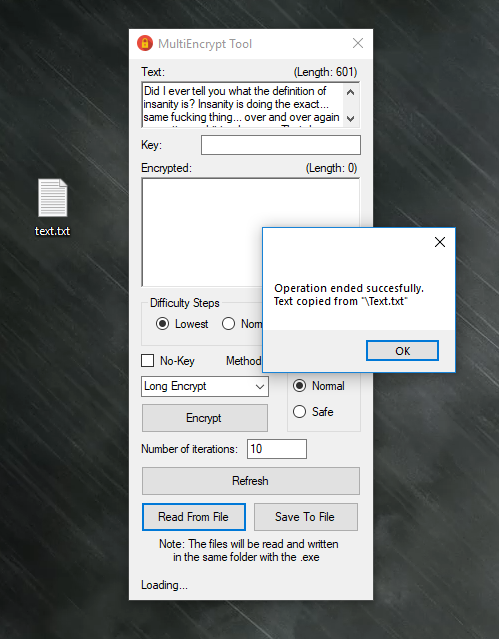 MultiEncrypt Tool
Text: (Length: 601)
Did I ever tell you what the definition of
insanity is? Insanity is doing the exact...
same fucking thing... over and over again
Key:
Encrypted: (Length: 0)
text.txt
Operation ended succesfully.
Text copied from "\Text.txt"
OK
Difficulty Steps
Lowest Nor
No-Key Method
Long Encrypt Normal
Safe
Encrypt
Number of iterations: 10
Refresh
Read From File Save To File
Note: The files will be read and written
in the same folder with the .exe
Loading...